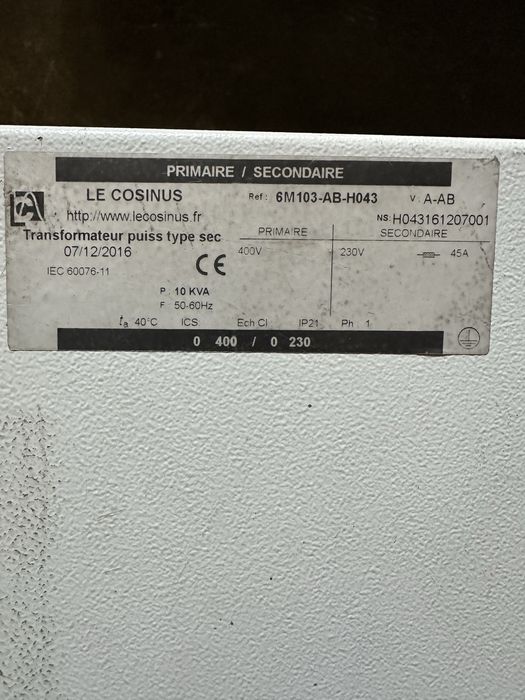 PRIMAIRE / SECONDAIRE
LE COSINUS
Ref : 6M103-AB-H043
V : A-AB
http://www.lecosinus.fr
NS: H043161207001
Transformateur puiss type sec
PRIMAIRE
SECONDAIRE
07/12/2016
400V
230V
45A
IEC 60076-11
CE
P : 10 KVA
F : 50-60Hz
ta 40°C ICS: Ech Cl IP21 Ph : 1
0 400 / 0 230